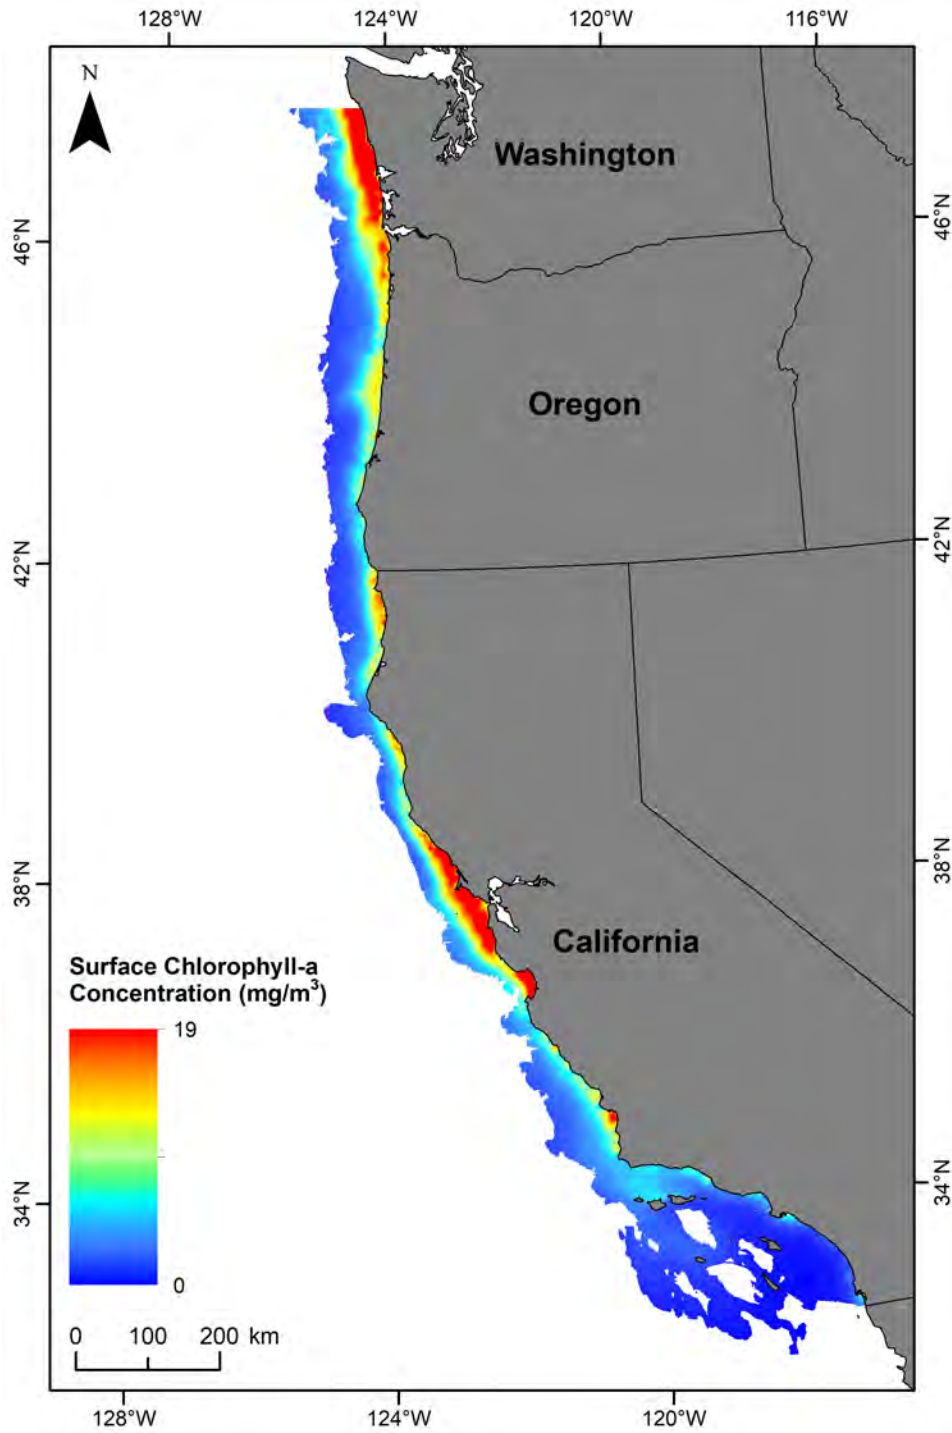 128°W 124°W 120°W 116°W
N
Washington
46°N 46°N
Oregon
42°N 42°N
38°N 38°N
California
Surface Chlorophyll-a
Concentration (mg/m³)
19
34°N 34°N
0
0 100 200 km
128°W 124°W 120°W